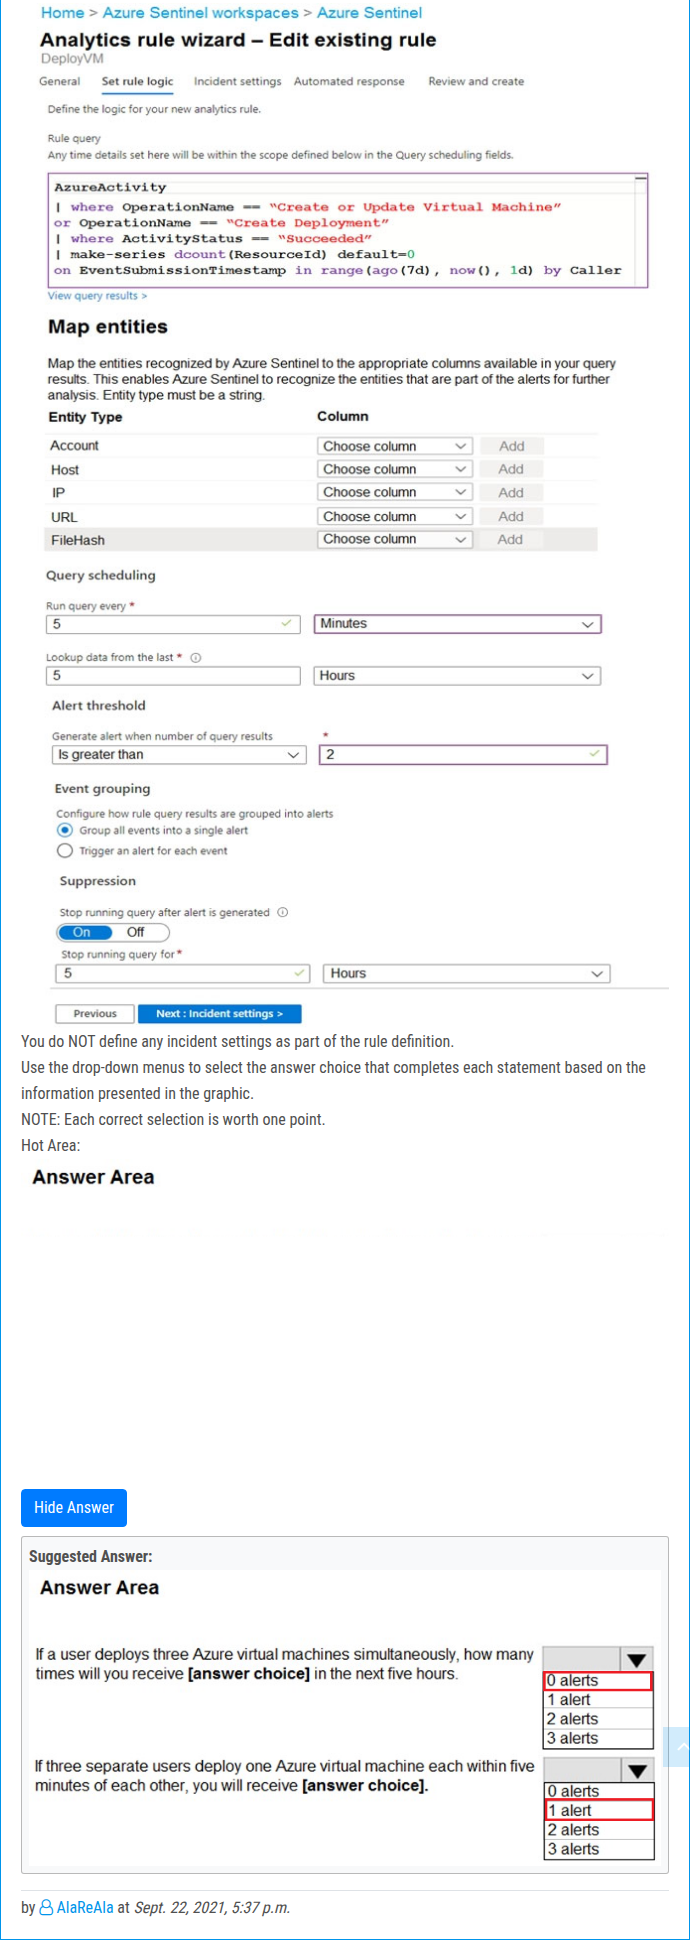 Home > Azure Sentinel workspaces > Azure Sentinel
Analytics rule wizard – Edit existing rule
DeployVM
General Set rule logic Incident settings Automated response Review and create
Define the logic for your new analytics rule.
Rule query
Any time details set here will be within the scope defined below in the Query scheduling fields.
AzureActivity
| where OperationName == “Create or Update Virtual Machine”
or OperationName == “Create Deployment”
| where ActivityStatus == “Succeeded”
| make-series dcount(ResourceId) default=0
on EventSubmissionTimestamp in range(ago(7d), now(), 1d) by Caller
View query results >
Map entities
Map the entities recognized by Azure Sentinel to the appropriate columns available in your query
results. This enables Azure Sentinel to recognize the entities that are part of the alerts for further
analysis. Entity type must be a string.
Entity Type Column
Account Choose column Add
Host Choose column Add
IP Choose column Add
URL Choose column Add
FileHash Choose column Add
Query scheduling
Run query every *
5 Minutes
Lookup data from the last *
5 Hours
Alert threshold
Generate alert when number of query results *
Is greater than 2
Event grouping
Configure how rule query results are grouped into alerts
Group all events into a single alert
Trigger an alert for each event
Suppression
Stop running query after alert is generated
On Off
Stop running query for *
5 Hours
Previous Next : Incident settings >
You do NOT define any incident settings as part of the rule definition.
Use the drop-down menus to select the answer choice that completes each statement based on the
information presented in the graphic.
NOTE: Each correct selection is worth one point.
Hot Area:
Answer Area
Hide Answer
Suggested Answer:
Answer Area
If a user deploys three Azure virtual machines simultaneously, how many
times will you receive [answer choice] in the next five hours.
0 alerts
1 alert
2 alerts
3 alerts
If three separate users deploy one Azure virtual machine each within five
minutes of each other, you will receive [answer choice].
0 alerts
1 alert
2 alerts
3 alerts
by AlaReAla at Sept. 22, 2021, 5:37 p.m.